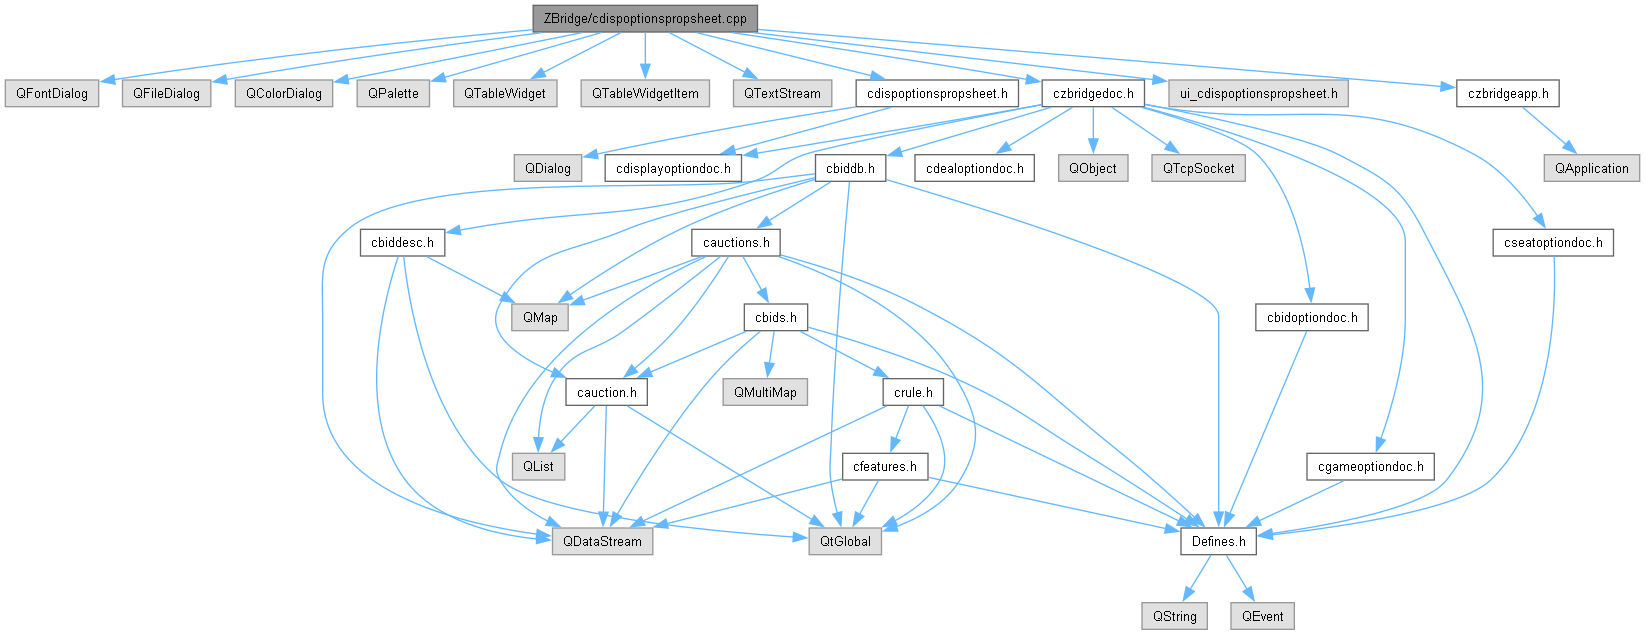 ZBridge/cdispoptionspropsheet.cpp
QFontDialog
QFileDialog
QColorDialog
QPalette
QTableWidget
QTableWidgetItem
QTextStream
cdispoptionspropsheet.h
czbridgedoc.h
ui_cdispoptionspropsheet.h
czbridgeapp.h
QDialog
cdisplayoptiondoc.h
cbiddb.h
cdealoptiondoc.h
QObject
QTcpSocket
QApplication
cbiddesc.h
cauctions.h
cseatoptiondoc.h
QMap
cbids.h
cbidoptiondoc.h
cauction.h
QMultiMap
crule.h
QList
cfeatures.h
cgameoptiondoc.h
QDataStream
QtGlobal
Defines.h
QString
QEvent